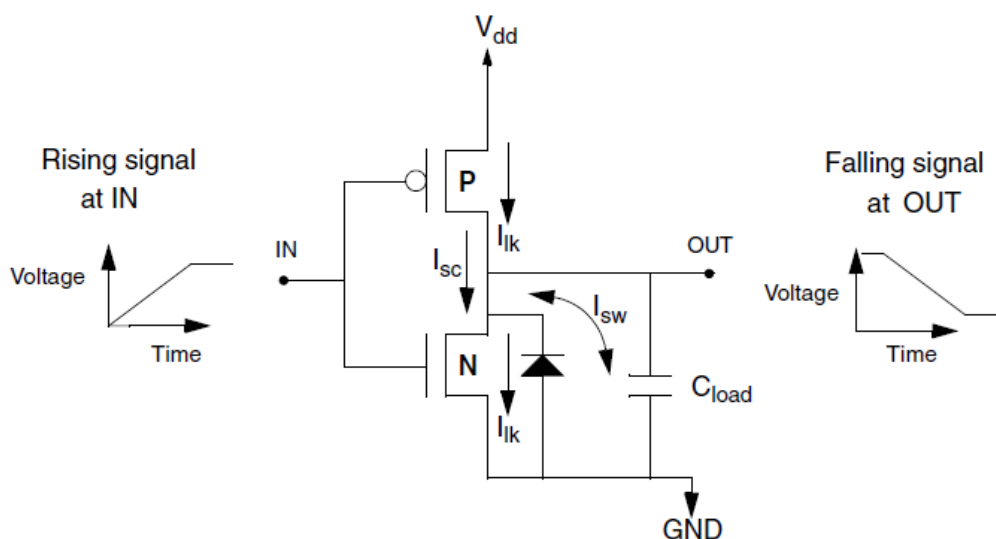 Vdd
Rising signal
at IN
Voltage
Time
IN
P
Ilk
Isc
OUT
Isw
N
Ilk
Cload
GND
Falling signal
at OUT
Voltage
Time